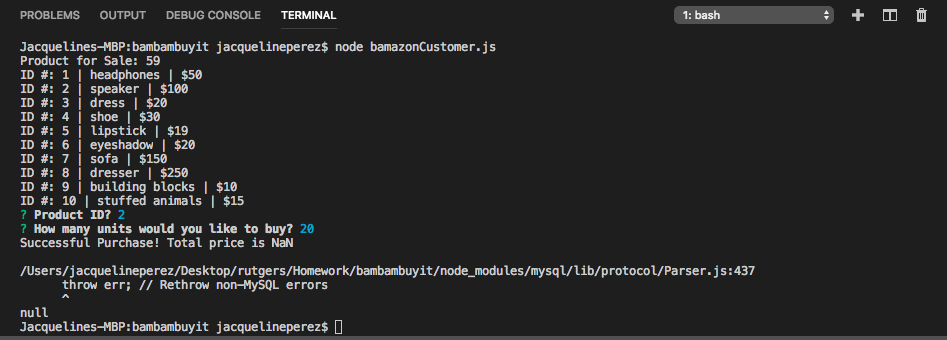 PROBLEMS OUTPUT DEBUG CONSOLE TERMINAL 1: bash
Jacquelines-MBP:bambambuyit jacquelineperez$ node bamazonCustomer.js
Product for Sale: 59
ID #: 1 | headphones | $50
ID #: 2 | speaker | $100
ID #: 3 | dress | $20
ID #: 4 | shoe | $30
ID #: 5 | lipstick | $19
ID #: 6 | eyeshadow | $20
ID #: 7 | sofa | $150
ID #: 8 | dresser | $250
ID #: 9 | building blocks | $10
ID #: 10 | stuffed animals | $15
? Product ID? 2
? How many units would you like to buy? 20
Successful Purchase! Total price is NaN
/Users/jacquelineperez/Desktop/rutgers/Homework/bambambuyit/node_modules/mysql/lib/protocol/Parser.js:437
throw err; // Rethrow non-MySQL errors
^
null
Jacquelines-MBP:bambambuyit jacquelineperez$